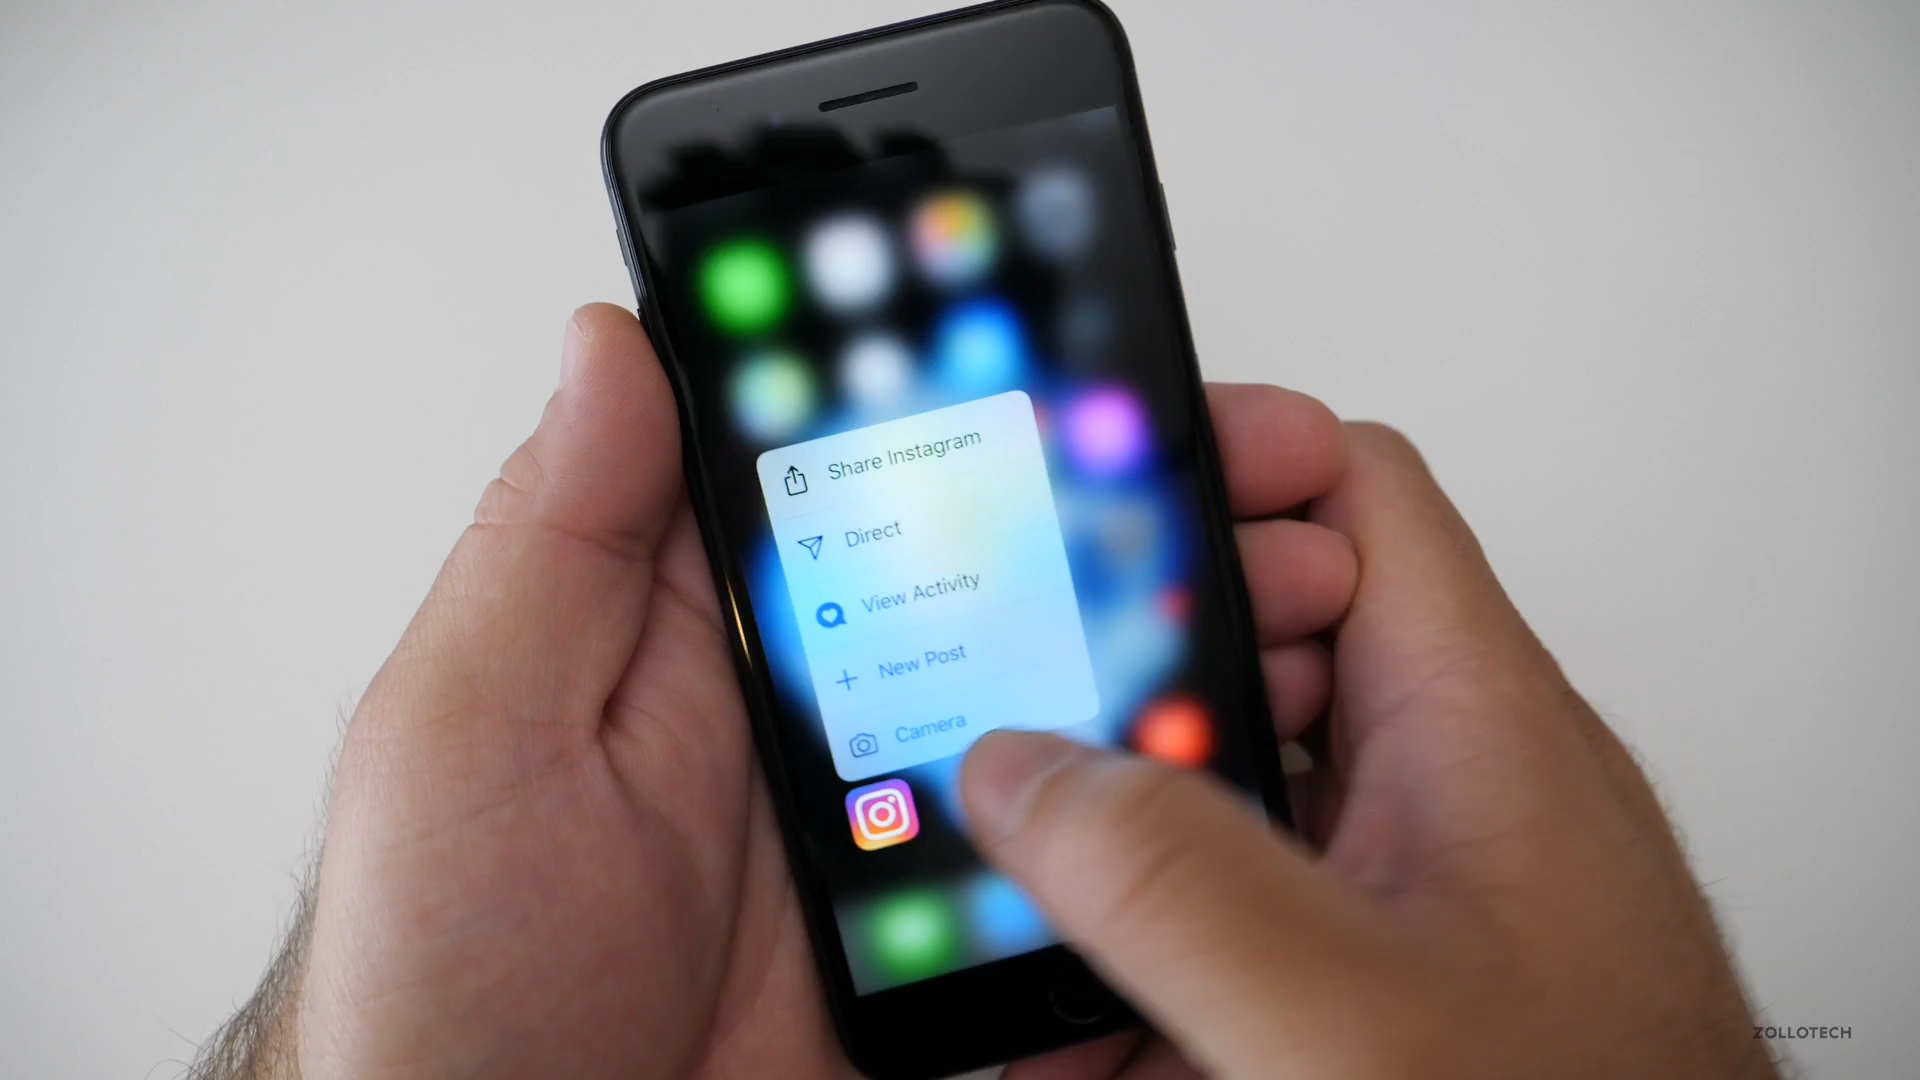 Share Instagram
Direct
View Activity
New Post
Camera
ZOLLOTECH